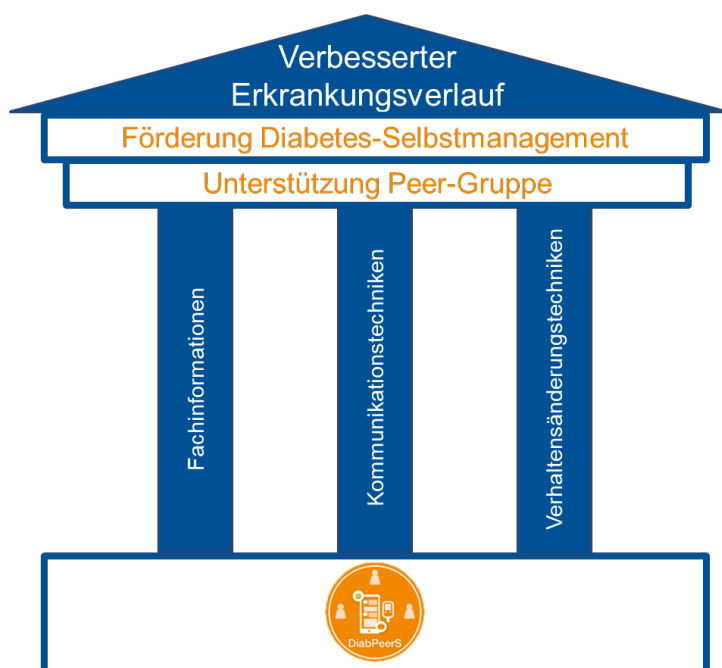 Verbesserter
Erkrankungsverlauf
Förderung Diabetes-Selbstmanagement
Unterstützung Peer-Gruppe
Fachinformationen
Kommunikationstechniken
Verhaltensänderungstechniken
DiabPeerS